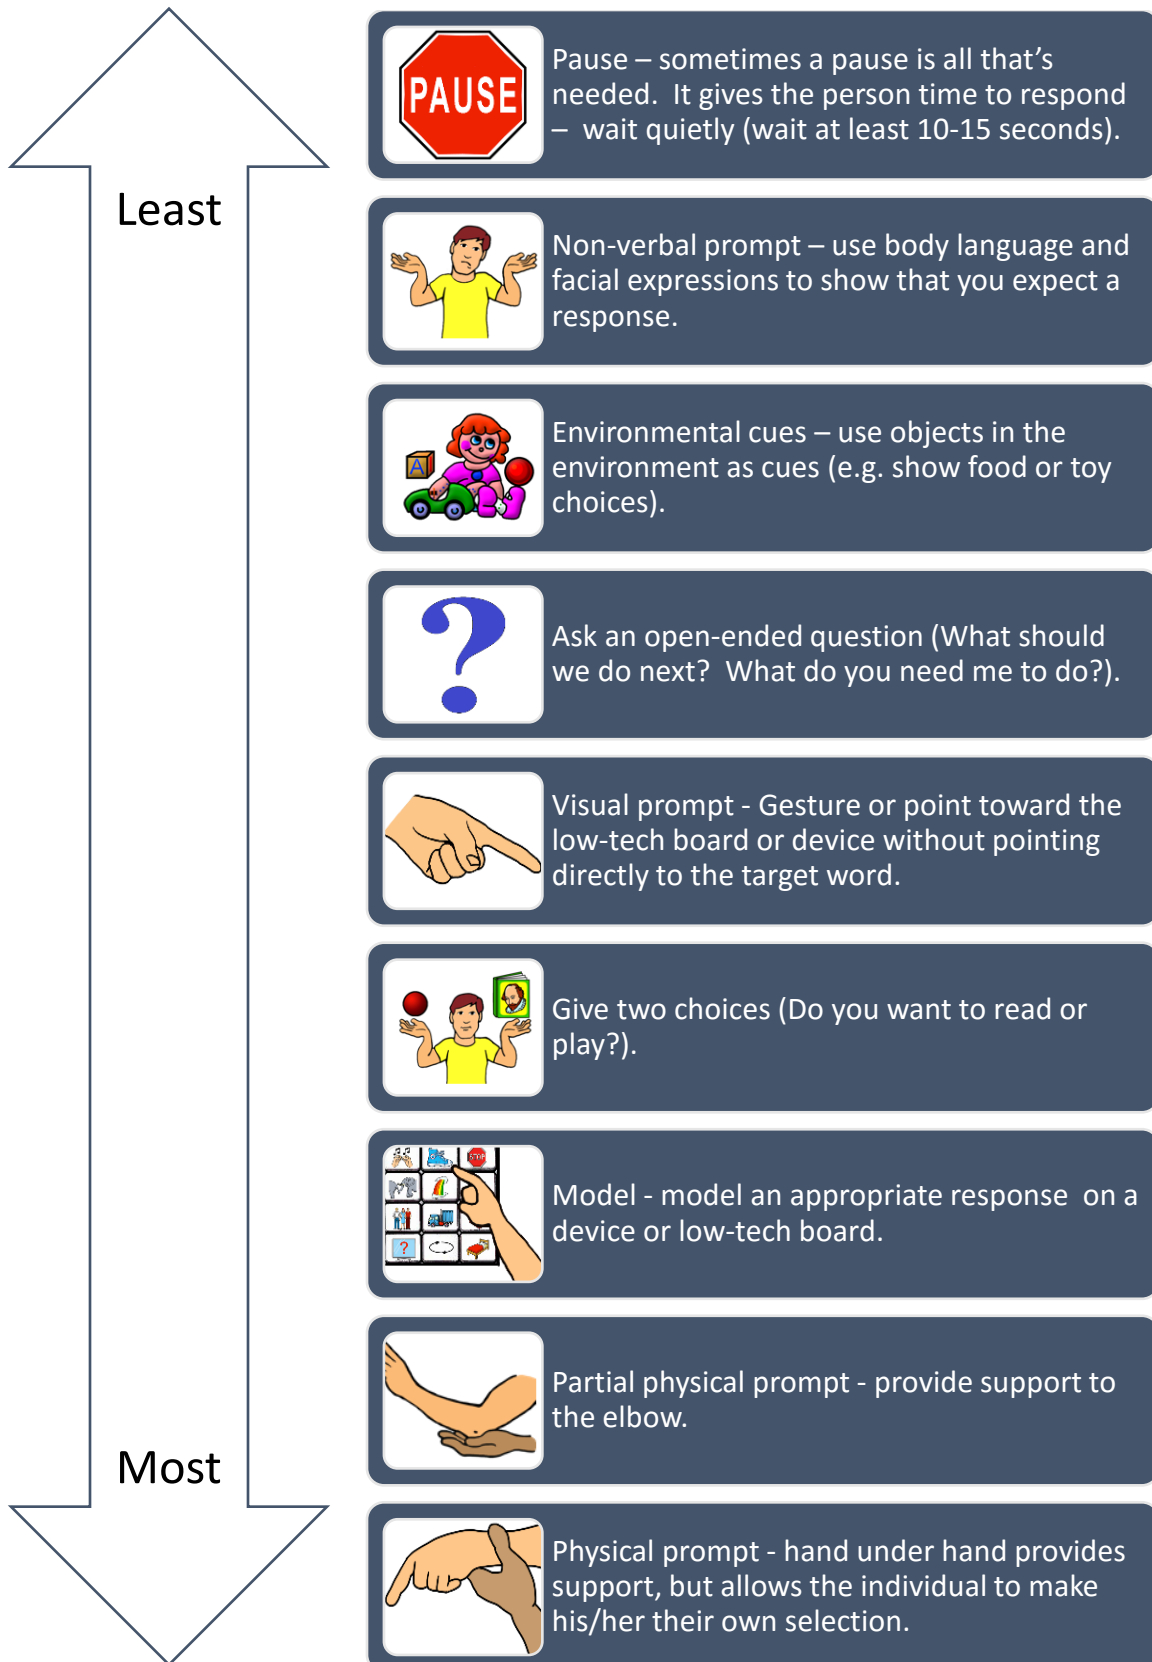 Least
Most
PAUSE
Pause – sometimes a pause is all that’s
needed.  It gives the person time to respond
–  wait quietly (wait at least 10-15 seconds).
Non-verbal prompt – use body language and
facial expressions to show that you expect a
response.
A
Environmental cues – use objects in the
environment as cues (e.g. show food or toy
choices).
?
Ask an open-ended question (What should
we do next?  What do you need me to do?).
Visual prompt - Gesture or point toward the
low-tech board or device without pointing
directly to the target word.
Give two choices (Do you want to read or
play?).
STOP
?
Model - model an appropriate response  on a
device or low-tech board.
Partial physical prompt - provide support to
the elbow.
Physical prompt - hand under hand provides
support, but allows the individual to make
his/her their own selection.